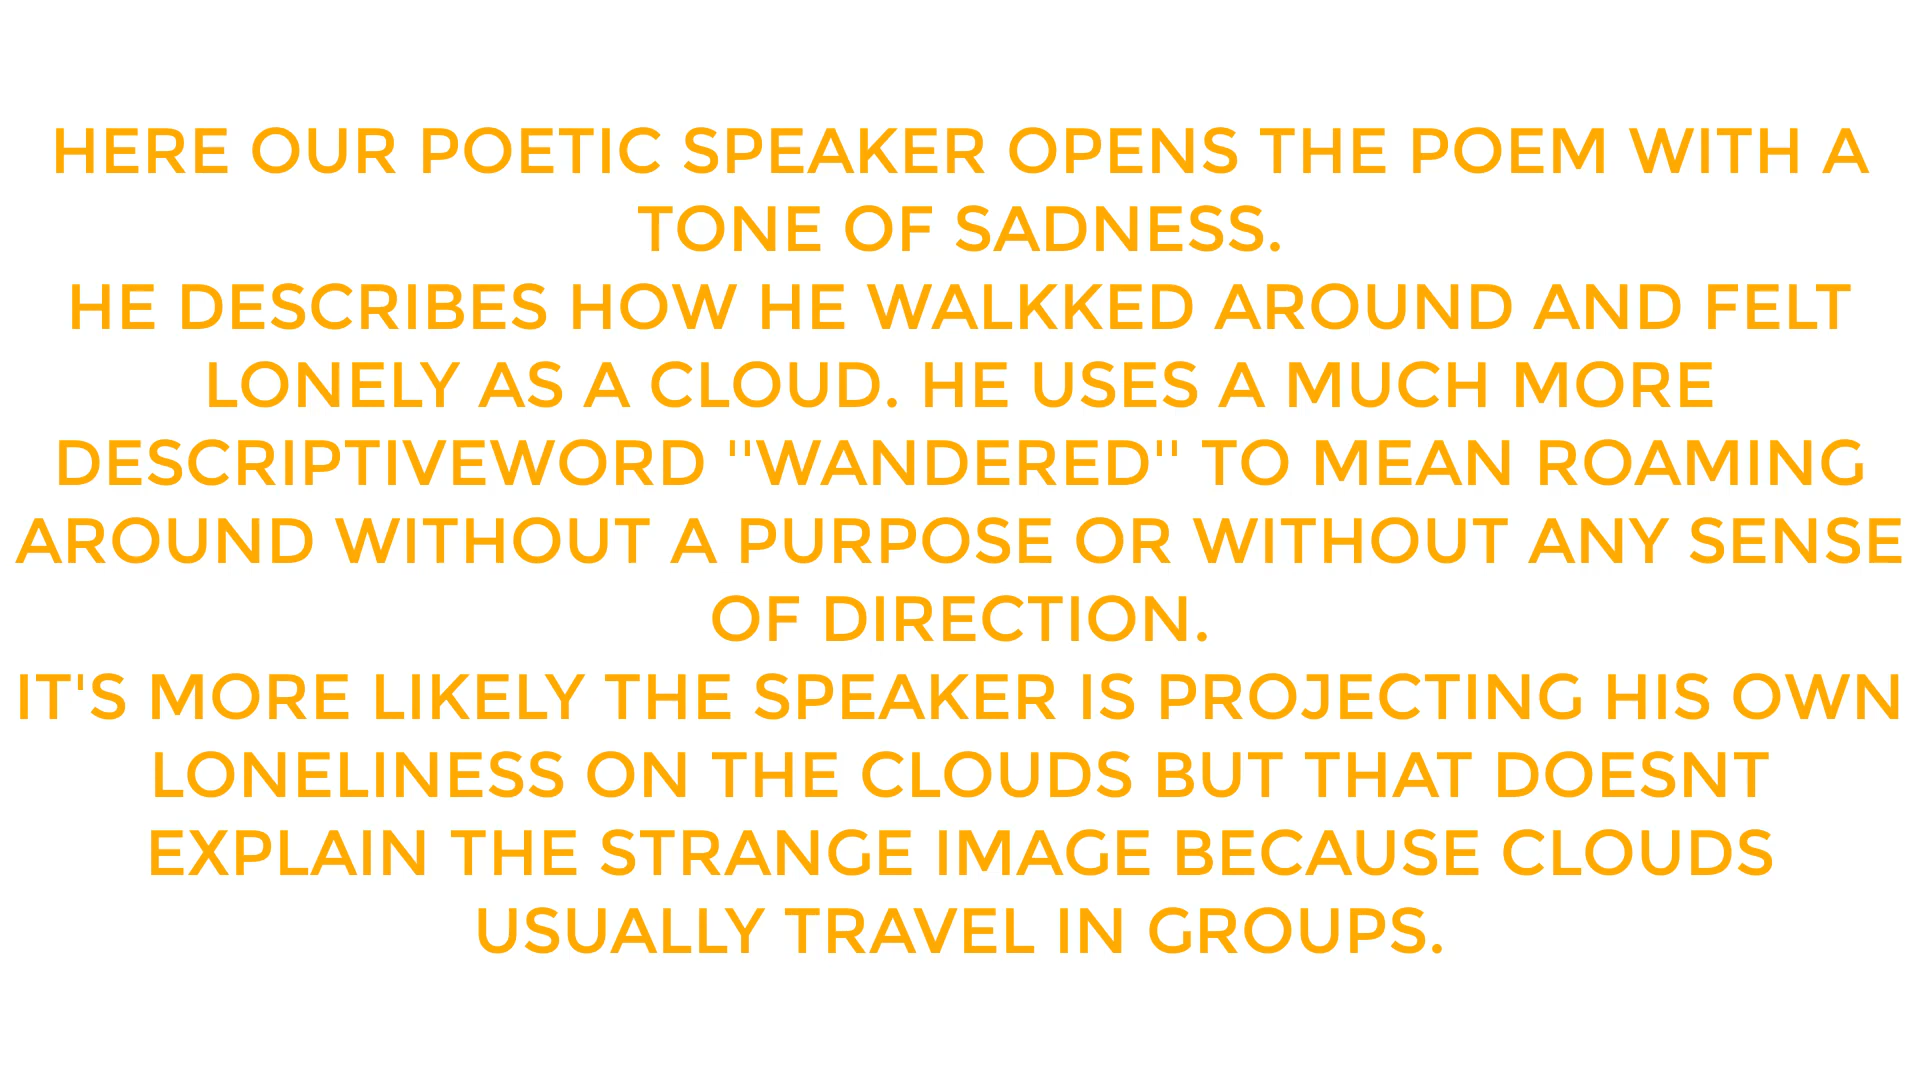 HERE OUR POETIC SPEAKER OPENS THE POEM WITH A
TONE OF SADNESS.
HE DESCRIBES HOW HE WALKKED AROUND AND FELT
LONELY AS A CLOUD. HE USES A MUCH MORE
DESCRIPTIVEWORD "WANDERED" TO MEAN ROAMING
AROUND WITHOUT A PURPOSE OR WITHOUT ANY SENSE
OF DIRECTION.
IT'S MORE LIKELY THE SPEAKER IS PROJECTING HIS OWN
LONELINESS ON THE CLOUDS BUT THAT DOESNT
EXPLAIN THE STRANGE IMAGE BECAUSE CLOUDS
USUALLY TRAVEL IN GROUPS.